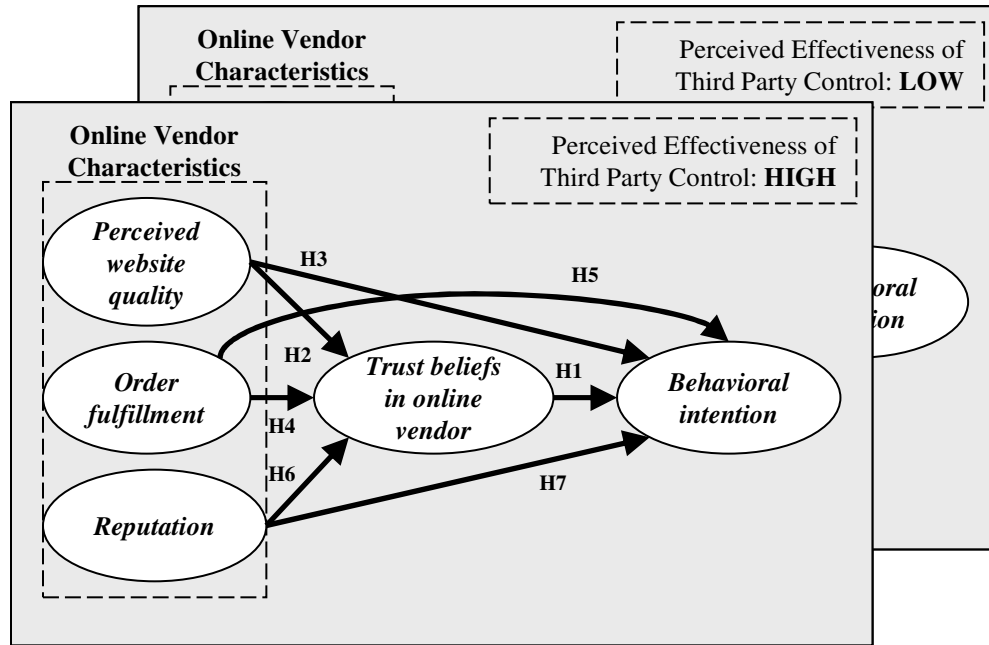 Online Vendor
Characteristics
Perceived Effectiveness of
Third Party Control: LOW
Online Vendor
Characteristics
Perceived Effectiveness of
Third Party Control: HIGH
Perceived
website
quality
H3
H5
H2
Order
fulfillment
H4
Trust beliefs
in online
vendor
H1
Behavioral
intention
H6
H7
Reputation
oral
ion